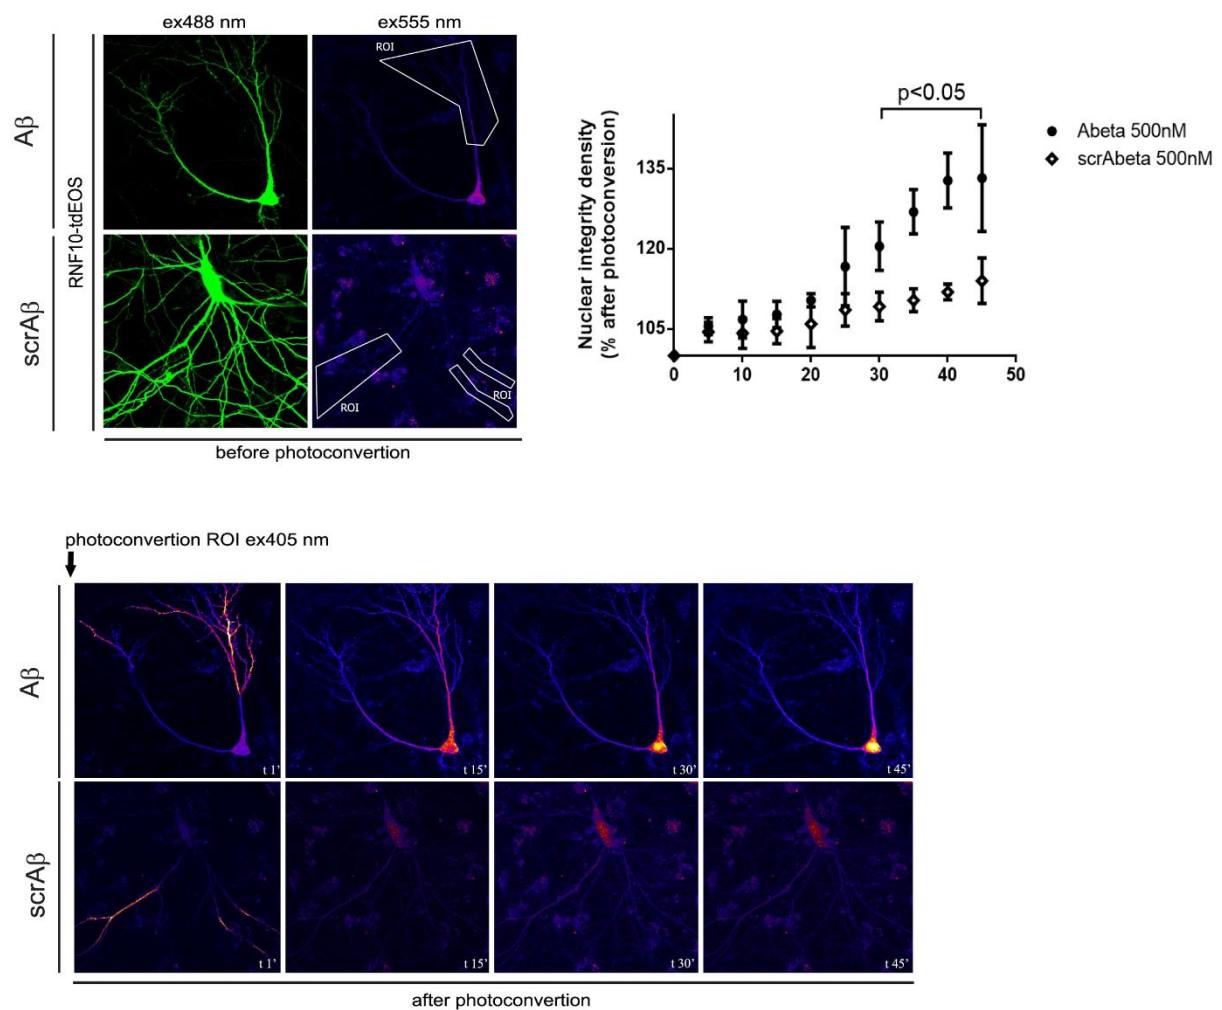 ex488 nm
ex555 nm
Aβ
scrAβ
RNF10-tdEOS
ROI
ROI
ROI
before photoconvertion
Nuclear integrity density
(% after photoconversion)
p<0.05
135
120
105
0
10
20
30
40
50
Abeta 500nM
scrAbeta 500nM
photoconvertion ROI ex405 nm
Aβ
t 1’
t 15’
t 30’
t 45’
scrAβ
t 1’
t 15’
t 30’
t 45’
after photoconvertion